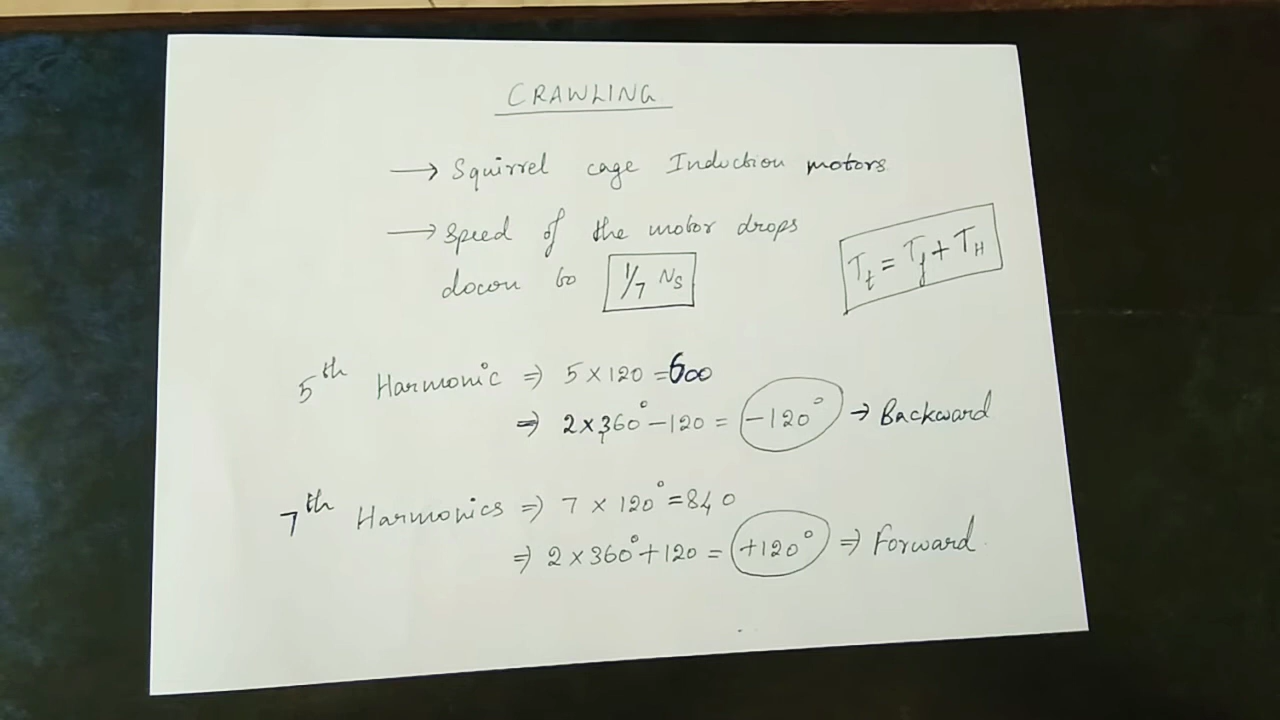 CRAWLING
→ Squirrel cage Induction motors
→ Speed of the motor drops
down to 1/7 Ns
Tt = Tf + TH
5th Harmonic ⇒ 5 × 120 = 600
⇒ 2 × 360° − 120 = −120° → Backward
7th Harmonics ⇒ 7 × 120° = 840
⇒ 2 × 360° + 120 = +120° ⇒ Forward